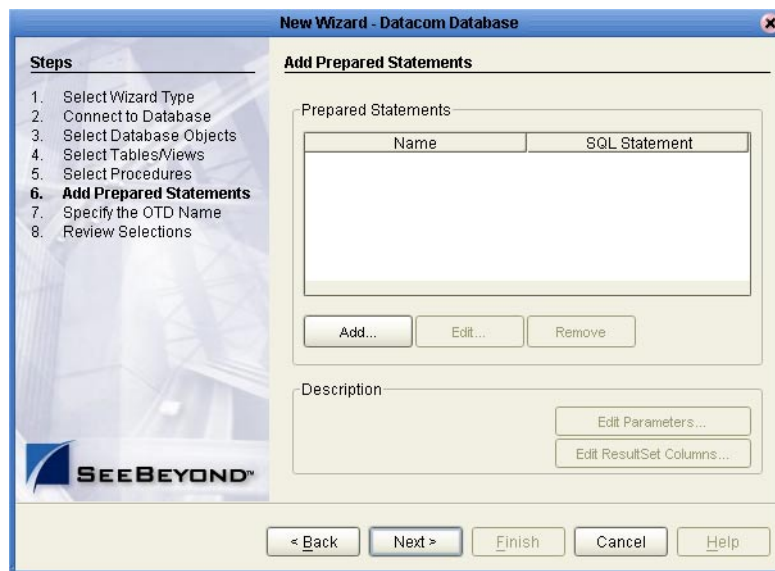 New Wizard - Datacom Database
Steps
1. Select Wizard Type
2. Connect to Database
3. Select Database Objects
4. Select Tables/Views
5. Select Procedures
6. Add Prepared Statements
7. Specify the OTD Name
8. Review Selections
SEEBEYOND™
Add Prepared Statements
Prepared Statements
Name SQL Statement
Add... Edit... Remove
Description
Edit Parameters...
Edit ResultSet Columns...
< Back Next > Finish Cancel Help